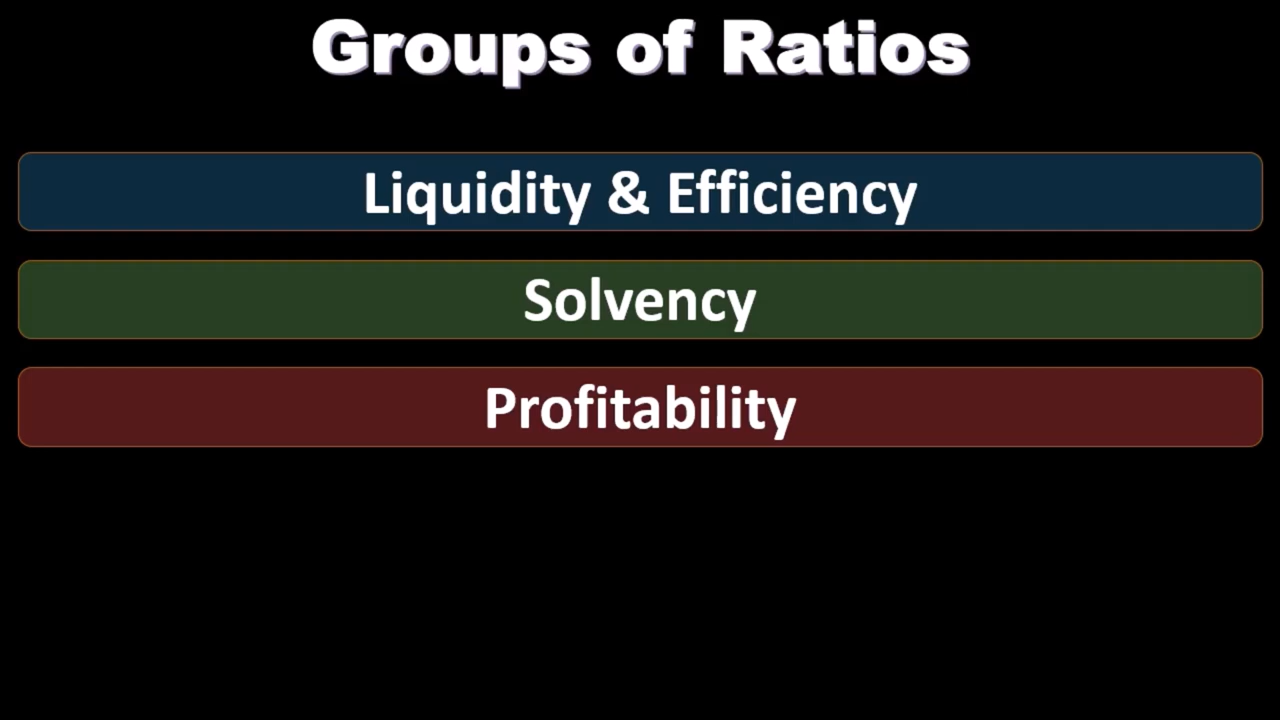 Groups of Ratios
Liquidity & Efficiency
Solvency
Profitability